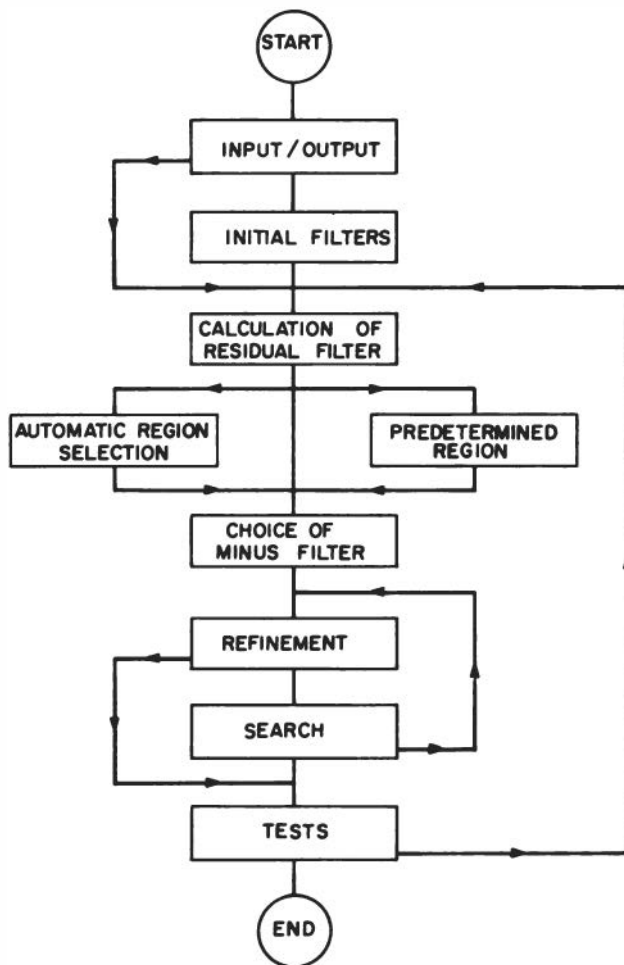 START
INPUT / OUTPUT
INITIAL FILTERS
CALCULATION OF
RESIDUAL FILTER
AUTOMATIC REGION
SELECTION
PREDETERMINED
REGION
CHOICE OF
MINUS FILTER
REFINEMENT
SEARCH
TESTS
END